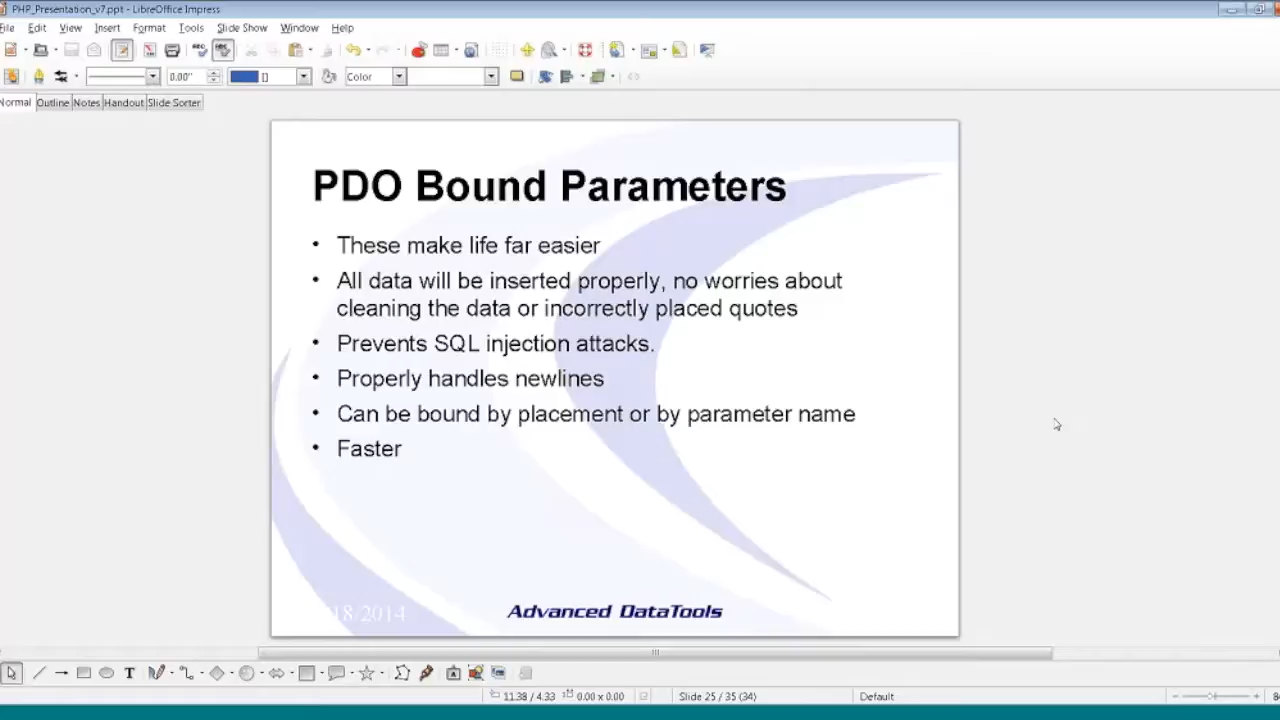 PHP_Presentation_v7.ppt - LibreOffice Impress
File Edit View Insert Format Tools Slide Show Window Help
0.00" [] Color
Normal Outline Notes Handout Slide Sorter
PDO Bound Parameters
• These make life far easier
• All data will be inserted properly, no worries about
cleaning the data or incorrectly placed quotes
• Prevents SQL injection attacks.
• Properly handles newlines
• Can be bound by placement or by parameter name
• Faster
18/2014 Advanced DataTools
11.38 / 4.33 0.00 x 0.00 Slide 25 / 35 (34) Default